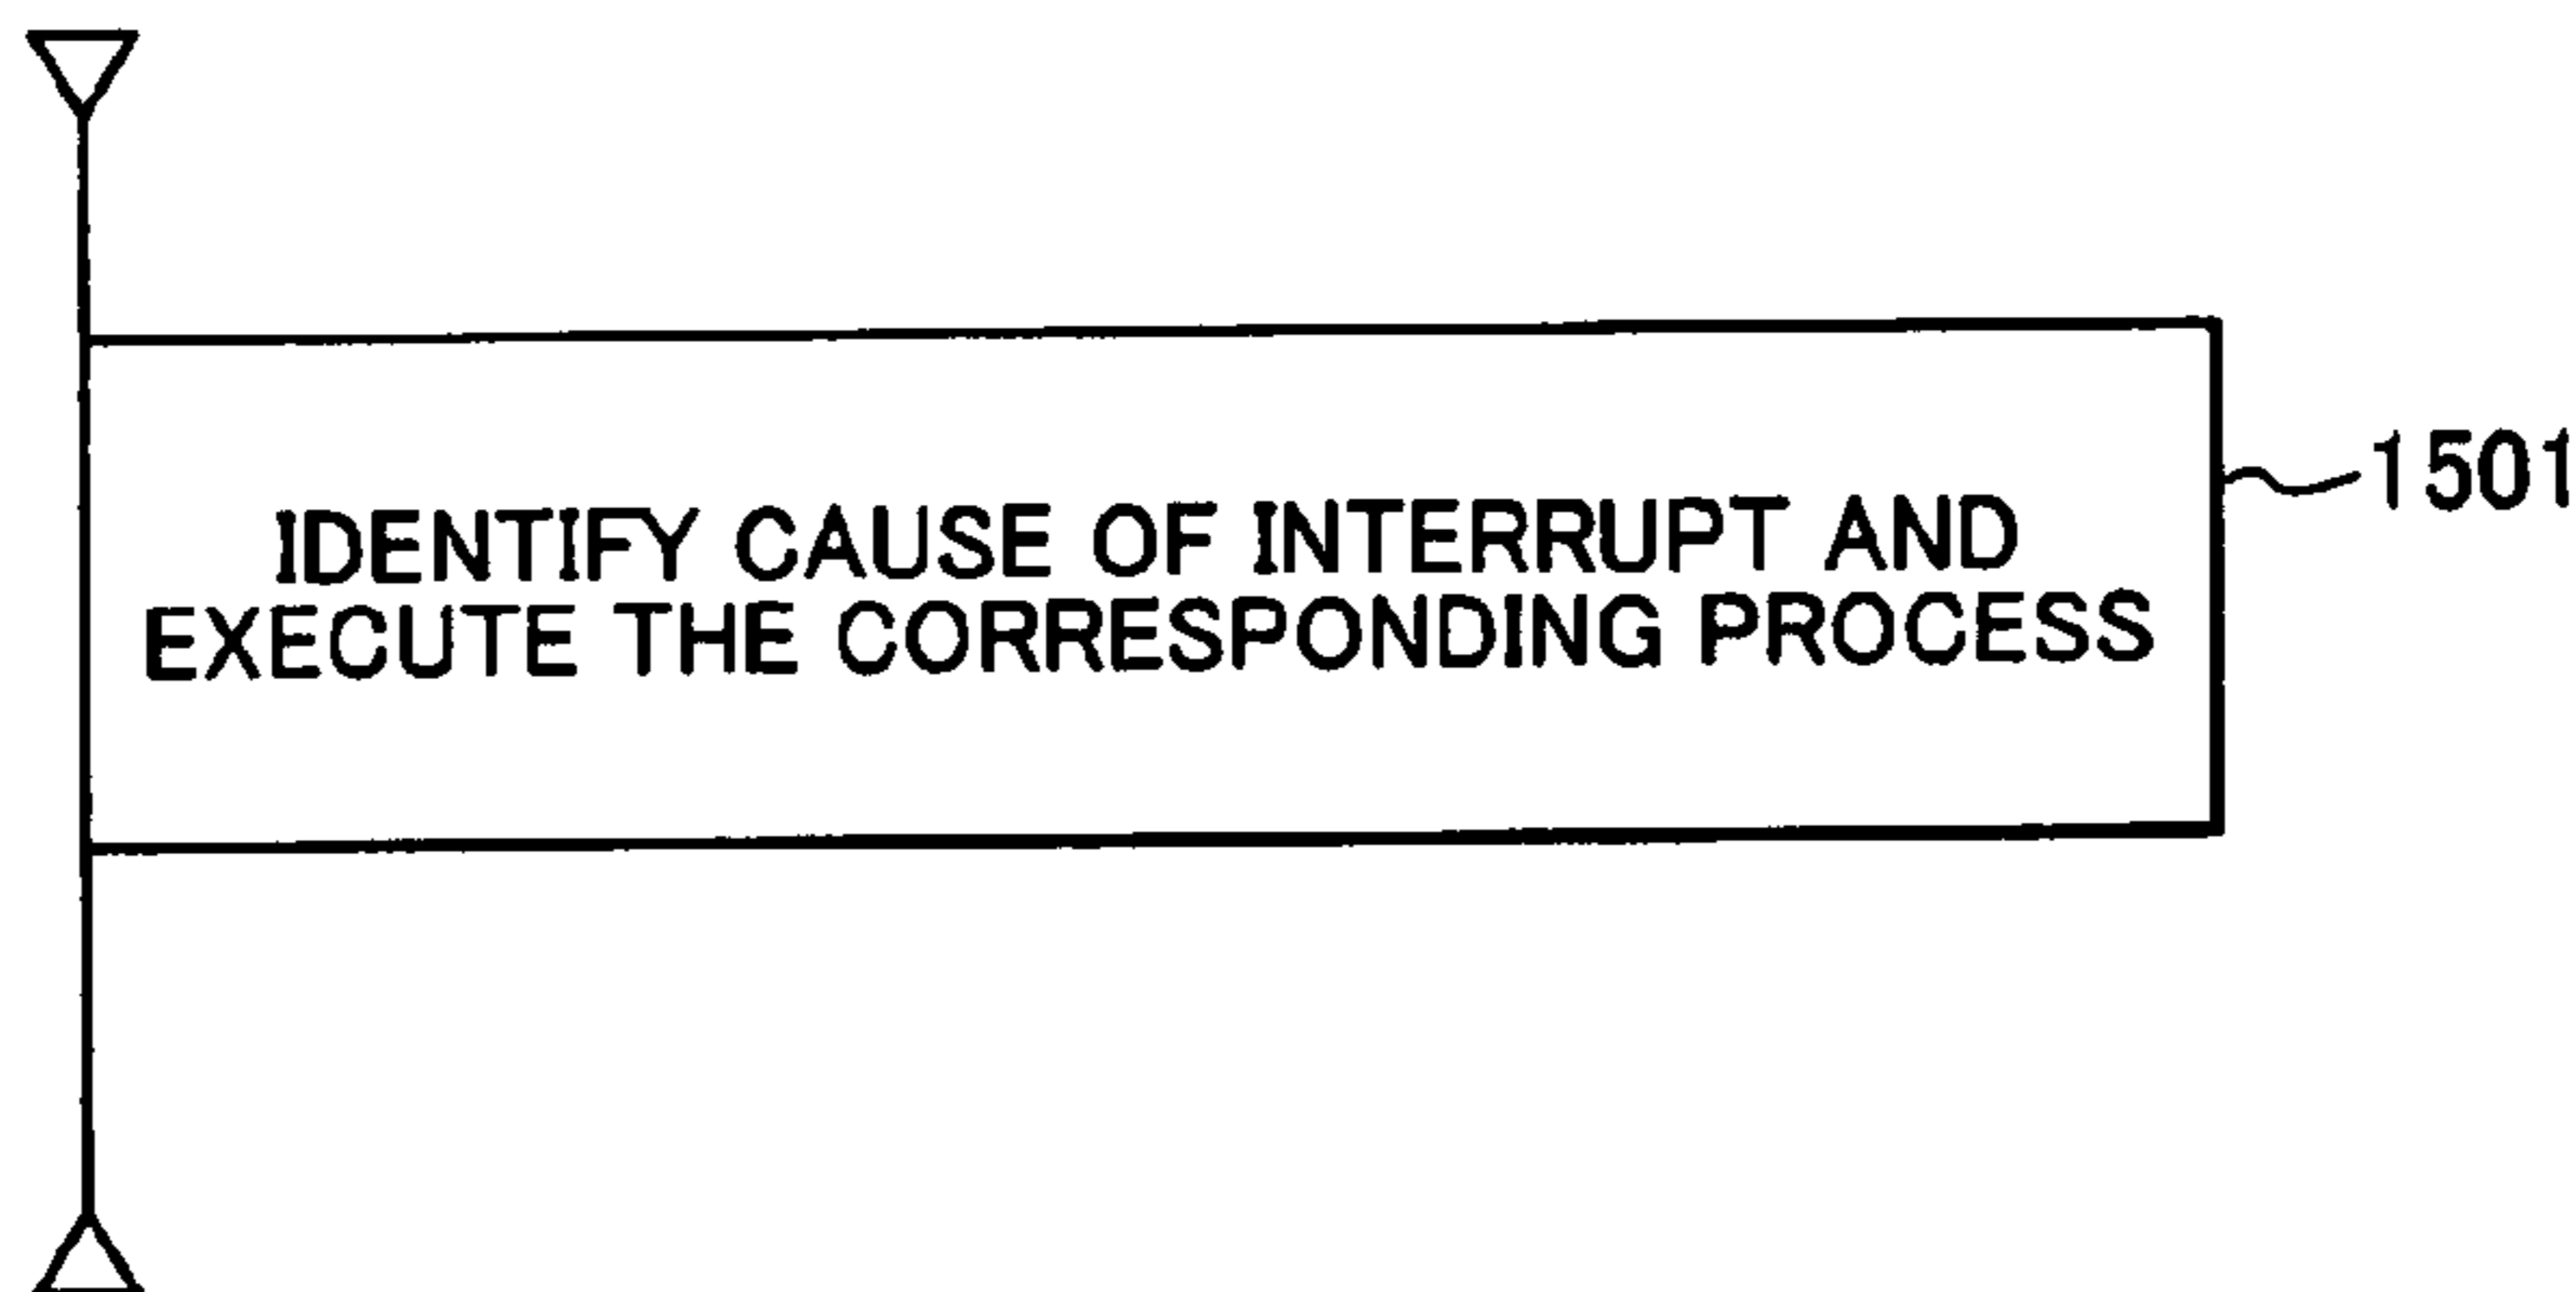 IDENTIFY CAUSE OF INTERRUPT AND
EXECUTE THE CORRESPONDING PROCESS
1501